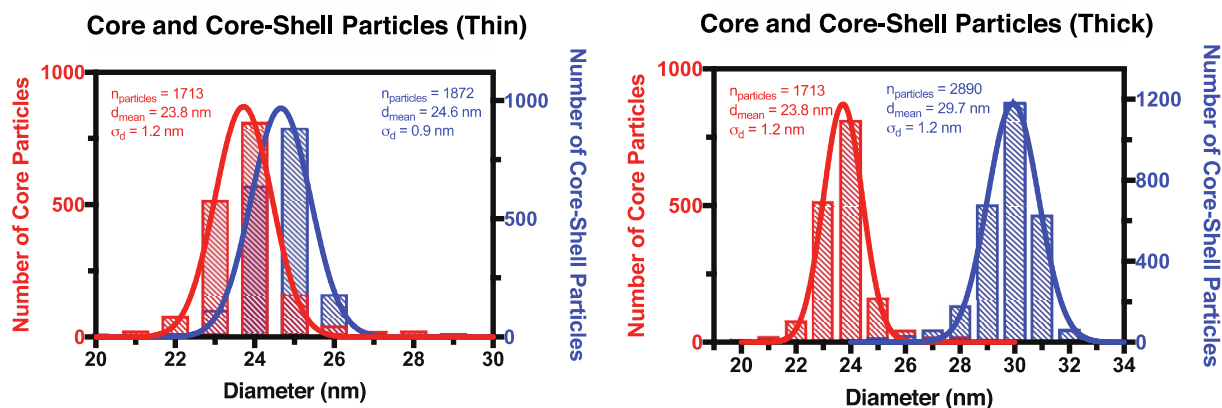 Core and Core-Shell Particles (Thin)
Number of Core Particles
1000
500
0
n_particles = 1713
d_mean = 23.8 nm
σ_d = 1.2 nm
n_particles = 1872
d_mean = 24.6 nm
σ_d = 0.9 nm
1000
500
0
Number of Core-Shell Particles
20 22 24 26 28 30
Diameter (nm)
Core and Core-Shell Particles (Thick)
Number of Core Particles
1000
500
0
n_particles = 1713
d_mean = 23.8 nm
σ_d = 1.2 nm
n_particles = 2890
d_mean = 29.7 nm
σ_d = 1.2 nm
1200
800
400
0
Number of Core-Shell Particles
20 22 24 26 28 30 32 34
Diameter (nm)